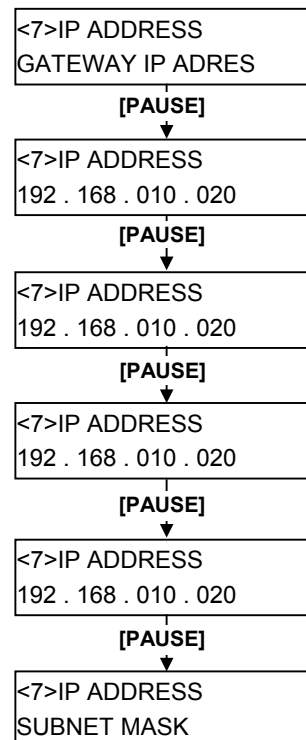 <7>IP ADDRESS
GATEWAY IP ADRES
[PAUSE]
<7>IP ADDRESS
192 . 168 . 010 . 020
[PAUSE]
<7>IP ADDRESS
192 . 168 . 010 . 020
[PAUSE]
<7>IP ADDRESS
192 . 168 . 010 . 020
[PAUSE]
<7>IP ADDRESS
192 . 168 . 010 . 020
[PAUSE]
<7>IP ADDRESS
SUBNET MASK